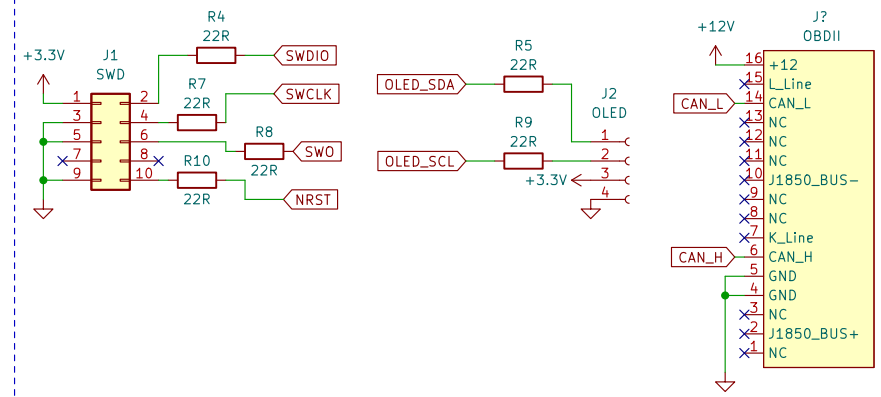 R4
22R
SWDIO
+3.3V
J1
SWD
R7
22R
SWCLK
1
2
3
4
5
6
7
8
9
10
R8
22R
SWO
R10
22R
NRST
R5
22R
OLED_SDA
J2
OLED
R9
22R
OLED_SCL
1
2
+3.3V
3
4
+12V
J?
OBDII
16 +12
15 L_Line
CAN_L 14 CAN_L
13 NC
12 NC
11 NC
10 J1850_BUS-
9 NC
8 NC
7 K_Line
CAN_H 6 CAN_H
5 GND
4 GND
3 NC
2 J1850_BUS+
1 NC